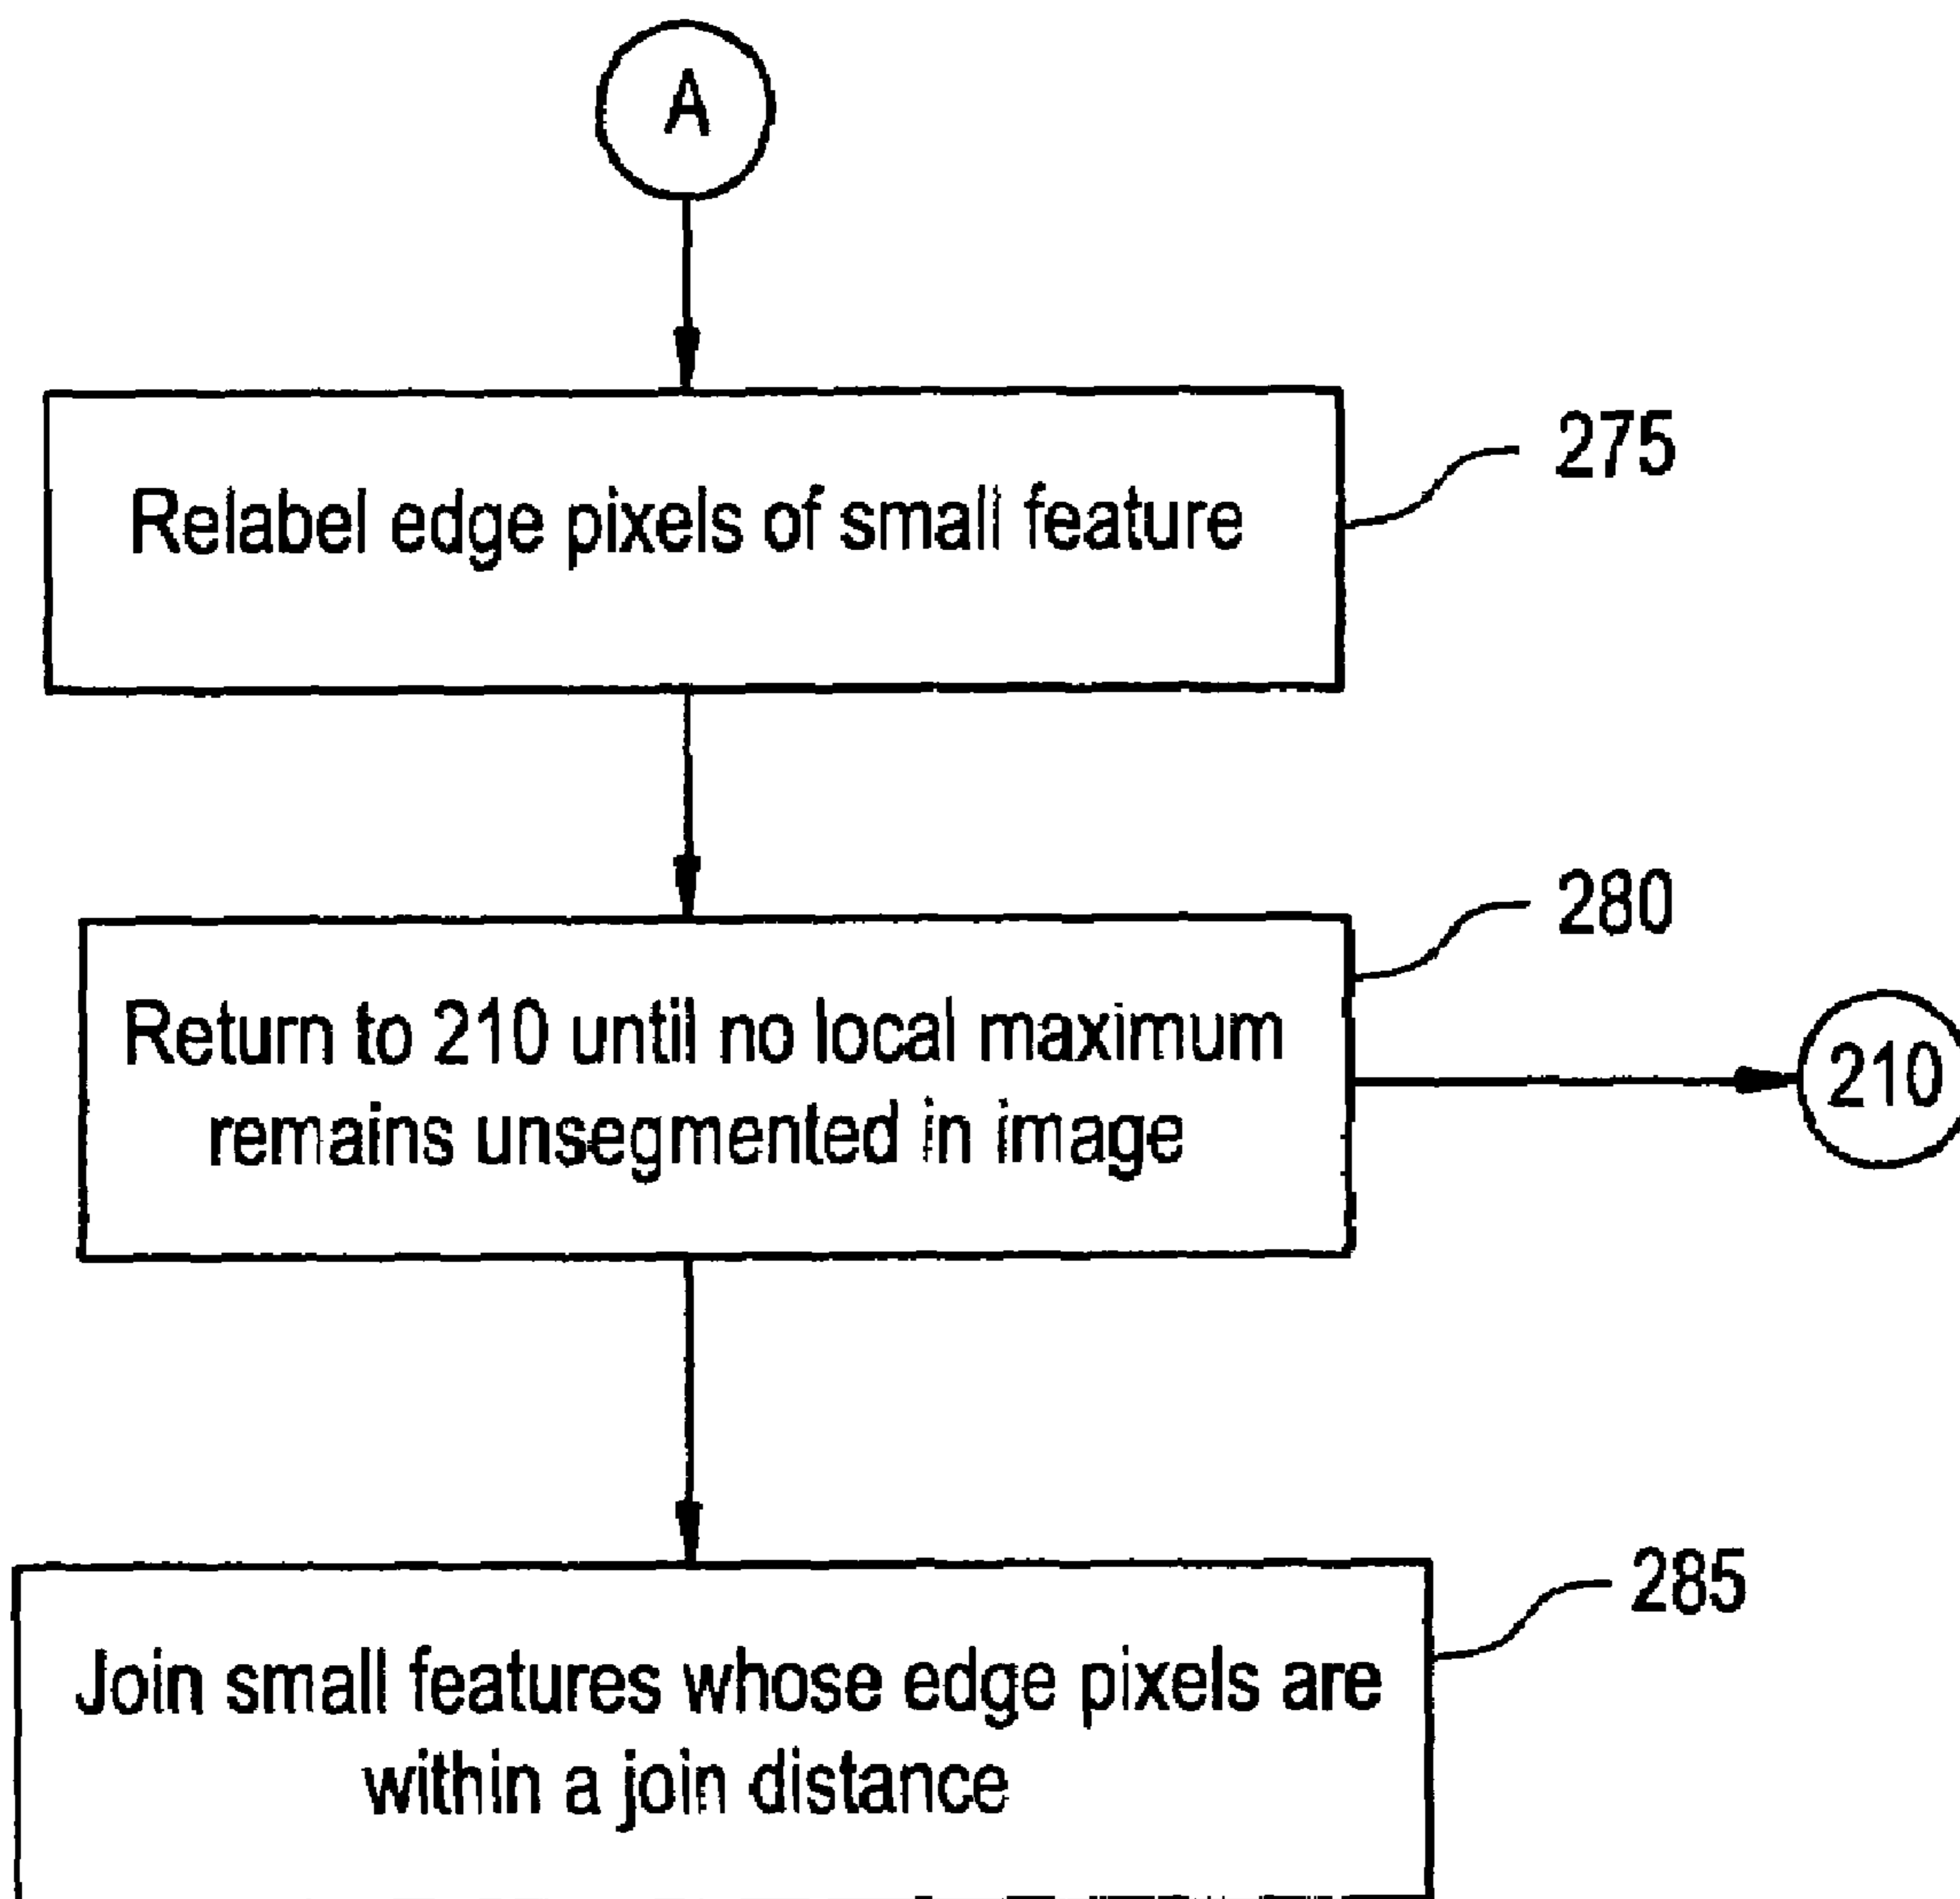 A
275
Relabel edge pixels of small feature
280
Return to 210 until no local maximum
remains unsegmented in image
210
285
Join small features whose edge pixels are
within a join distance